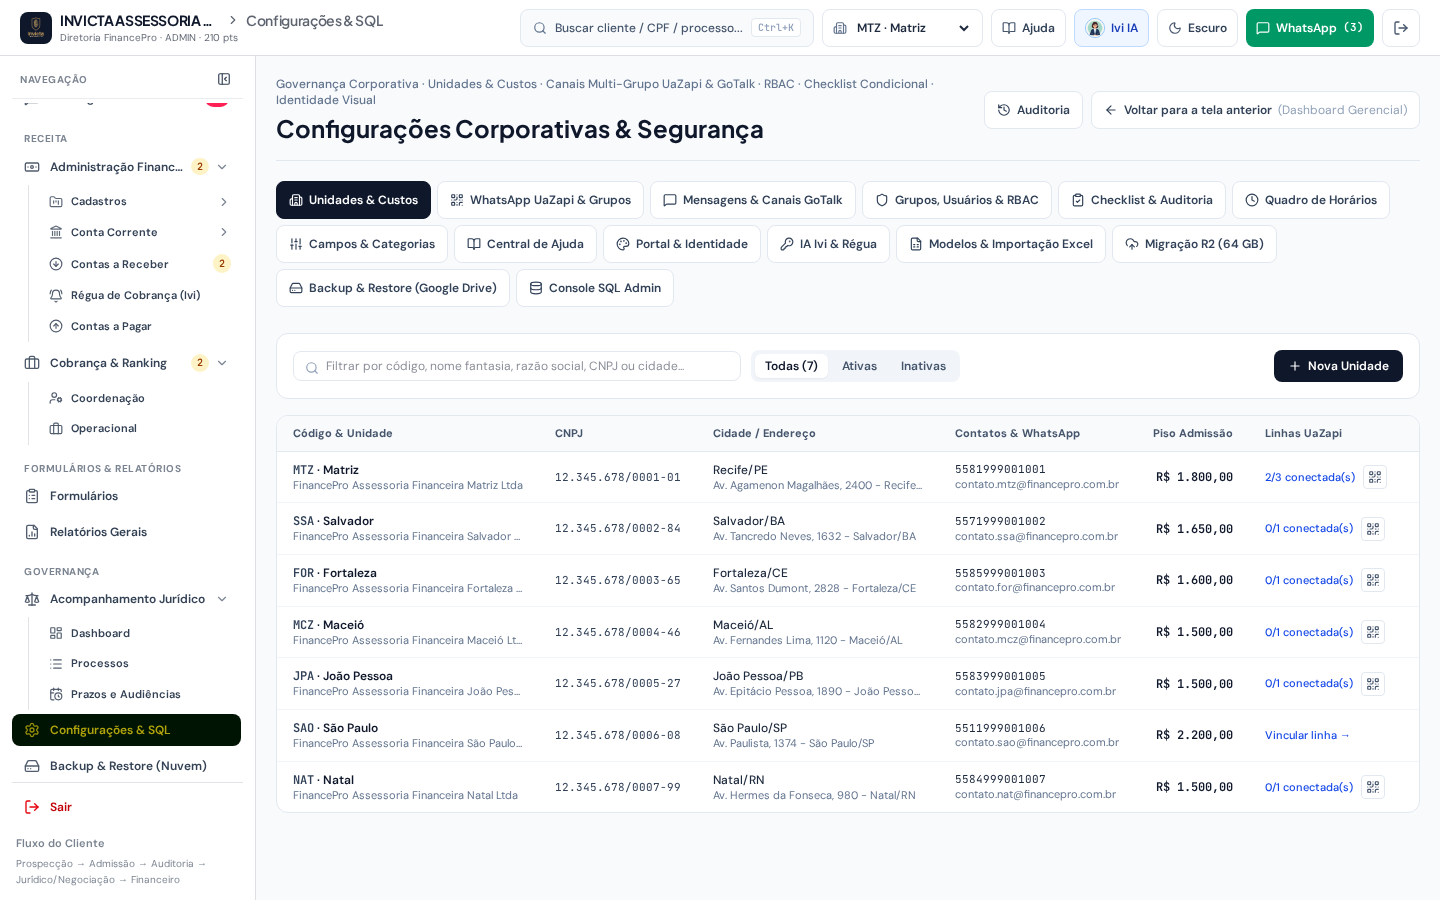 INVICTA ASSESSORIA ...
Diretoria FinancePro · ADMIN · 210 pts
Configurações & SQL
Buscar cliente / CPF / processo... Ctrl+K
MTZ · Matriz
Ajuda
Ivi IA
Escuro
WhatsApp (3)
NAVEGAÇÃO
RECEITA
Administração Financ... 2
Cadastros
Conta Corrente
Contas a Receber 2
Régua de Cobrança (Ivi)
Contas a Pagar
Cobrança & Ranking 2
Coordenação
Operacional
FORMULÁRIOS & RELATÓRIOS
Formulários
Relatórios Gerais
GOVERNANÇA
Acompanhamento Jurídico
Dashboard
Processos
Prazos e Audiências
Configurações & SQL
Backup & Restore (Nuvem)
Sair
Fluxo do Cliente
Prospecção → Admissão → Auditoria →
Jurídico/Negociação → Financeiro
Governança Corporativa · Unidades & Custos · Canais Multi-Grupo UaZapi & GoTalk · RBAC · Checklist Condicional ·
Identidade Visual
Configurações Corporativas & Segurança
Auditoria
Voltar para a tela anterior (Dashboard Gerencial)
Unidades & Custos
WhatsApp UaZapi & Grupos
Mensagens & Canais GoTalk
Grupos, Usuários & RBAC
Checklist & Auditoria
Quadro de Horários
Campos & Categorias
Central de Ajuda
Portal & Identidade
IA Ivi & Régua
Modelos & Importação Excel
Migração R2 (64 GB)
Backup & Restore (Google Drive)
Console SQL Admin
Filtrar por código, nome fantasia, razão social, CNPJ ou cidade...
Todas (7)
Ativas
Inativas
Nova Unidade
Código & Unidade CNPJ Cidade / Endereço Contatos & WhatsApp Piso Admissão Linhas UaZapi
MTZ · Matriz
FinancePro Assessoria Financeira Matriz Ltda
12.345.678/0001-01
Recife/PE
Av. Agamenon Magalhães, 2400 - Recife...
5581999001001
contato.mtz@financepro.com.br
R$ 1.800,00
2/3 conectada(s)
SSA · Salvador
FinancePro Assessoria Financeira Salvador ...
12.345.678/0002-84
Salvador/BA
Av. Tancredo Neves, 1632 - Salvador/BA
5571999001002
contato.ssa@financepro.com.br
R$ 1.650,00
0/1 conectada(s)
FOR · Fortaleza
FinancePro Assessoria Financeira Fortaleza ...
12.345.678/0003-65
Fortaleza/CE
Av. Santos Dumont, 2828 - Fortaleza/CE
5585999001003
contato.for@financepro.com.br
R$ 1.600,00
0/1 conectada(s)
MCZ · Maceió
FinancePro Assessoria Financeira Maceió Lt...
12.345.678/0004-46
Maceió/AL
Av. Fernandes Lima, 1120 - Maceió/AL
5582999001004
contato.mcz@financepro.com.br
R$ 1.500,00
0/1 conectada(s)
JPA · João Pessoa
FinancePro Assessoria Financeira João Pes...
12.345.678/0005-27
João Pessoa/PB
Av. Epitácio Pessoa, 1890 - João Pesso...
5583999001005
contato.jpa@financepro.com.br
R$ 1.500,00
0/1 conectada(s)
SAO · São Paulo
FinancePro Assessoria Financeira São Paulo...
12.345.678/0006-08
São Paulo/SP
Av. Paulista, 1374 - São Paulo/SP
5511999001006
contato.sao@financepro.com.br
R$ 2.200,00
Vincular linha →
NAT · Natal
FinancePro Assessoria Financeira Natal Ltda
12.345.678/0007-99
Natal/RN
Av. Hermes da Fonseca, 980 - Natal/RN
5584999001007
contato.nat@financepro.com.br
R$ 1.500,00
0/1 conectada(s)